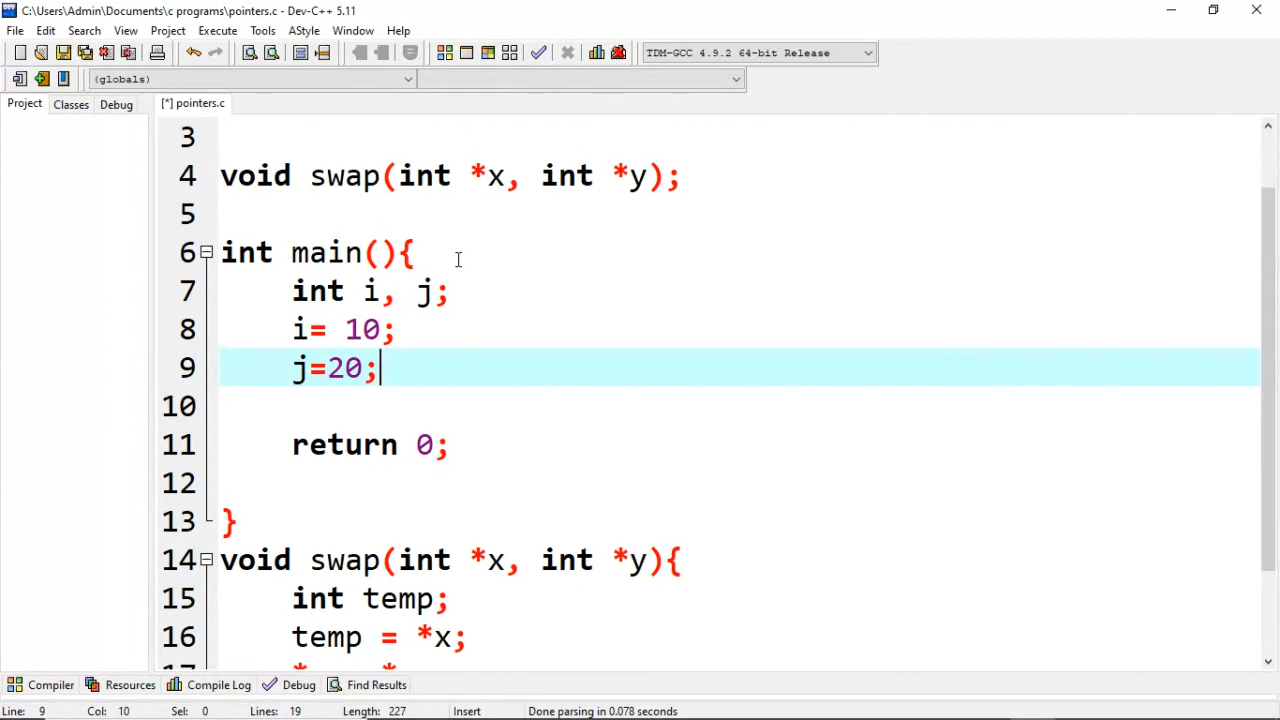 C:\Users\Admin\Documents\c programs\pointers.c - Dev-C++ 5.11
File Edit Search View Project Execute Tools AStyle Window Help
TDM-GCC 4.9.2 64-bit Release
(globals)
Project Classes Debug [*] pointers.c
3
4 void swap(int *x, int *y);
5
6 int main(){
7 int i, j;
8 i= 10;
9 j=20;
10
11 return 0;
12
13 }
14 void swap(int *x, int *y){
15 int temp;
16 temp = *x;
Compiler Resources Compile Log Debug Find Results
Line: 9 Col: 10 Sel: 0 Lines: 19 Length: 227 Insert Done parsing in 0.078 seconds